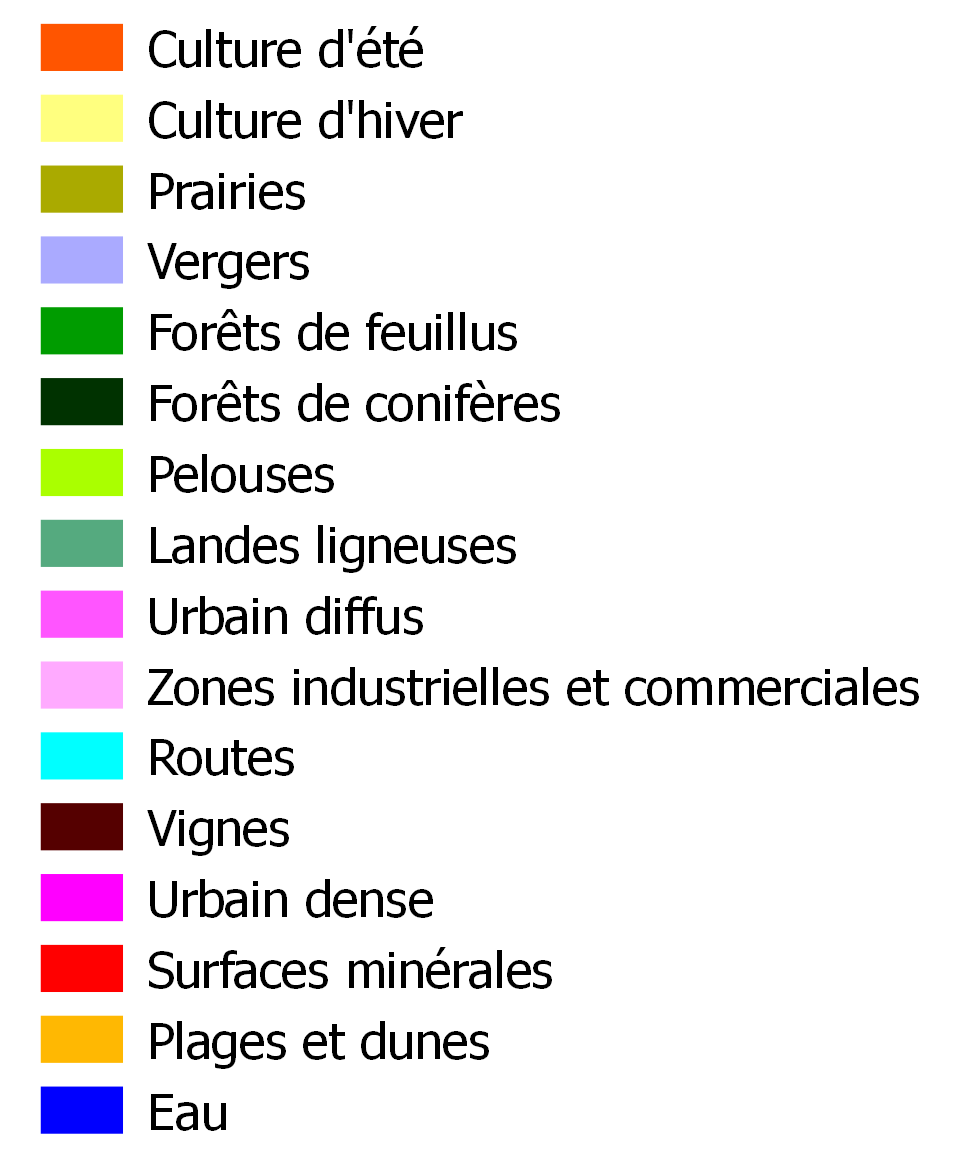 Culture d'été
Culture d'hiver
Prairies
Vergers
Forêts de feuillus
Forêts de conifères
Pelouses
Landes ligneuses
Urbain diffus
Zones industrielles et commerciales
Routes
Vignes
Urbain dense
Surfaces minérales
Plages et dunes
Eau